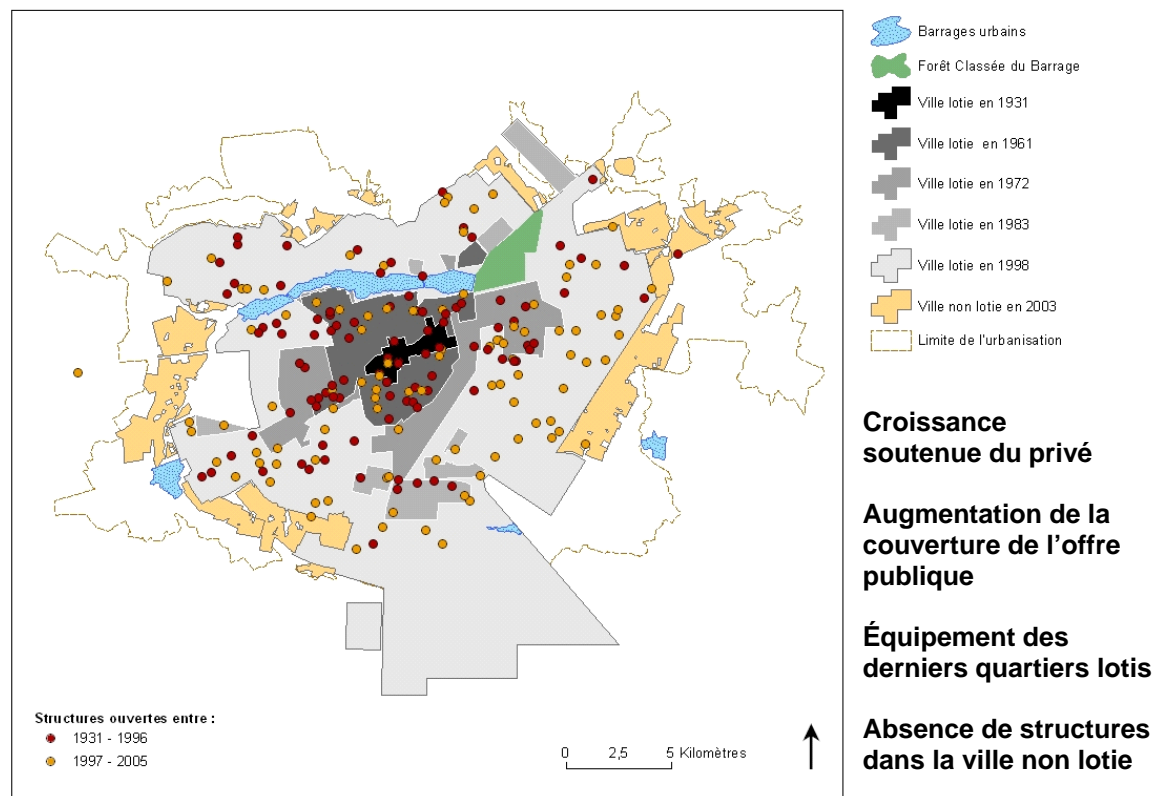 Barrages urbains
Forêt Classée du Barrage
Ville lotie en 1931
Ville lotie en 1961
Ville lotie en 1972
Ville lotie en 1983
Ville lotie en 1998
Ville non lotie en 2003
Limite de l'urbanisation
Croissance
soutenue du privé
Augmentation de la
couverture de l’offre
publique
Équipement des
derniers quartiers lotis
Absence de structures
dans la ville non lotie
Structures ouvertes entre :
1931 - 1996
1997 - 2005
0 2,5 5 Kilomètres